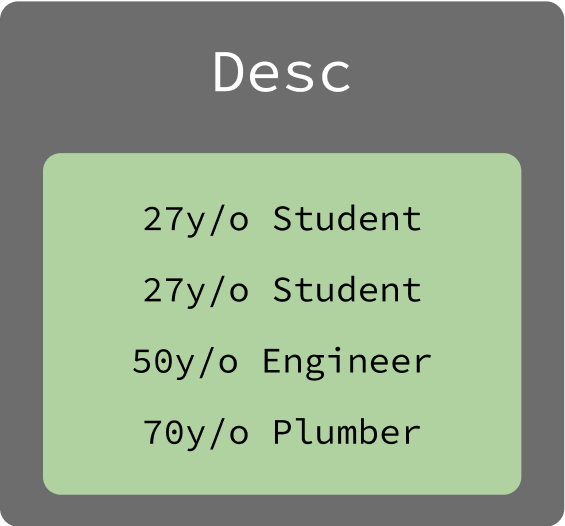 Desc
27y/o Student
27y/o Student
50y/o Engineer
70y/o Plumber